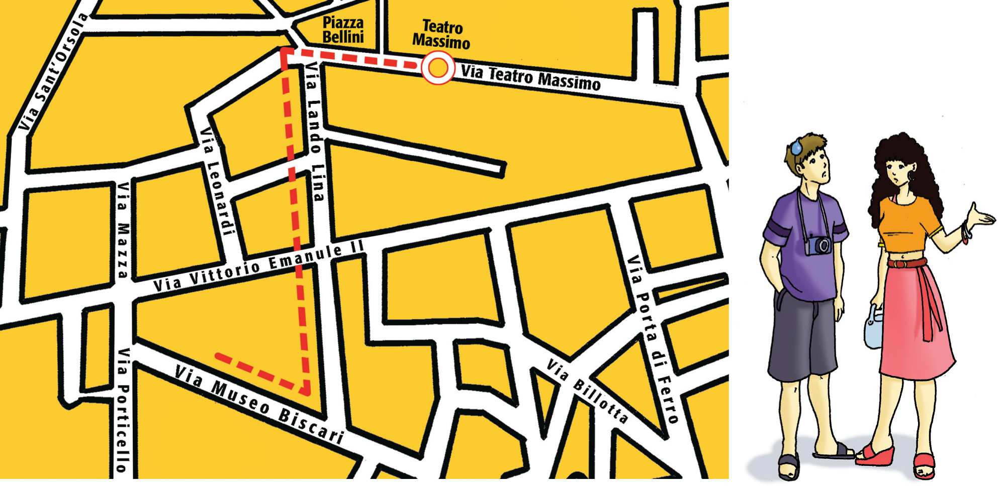 Via Sant'Orsola
Piazza
Bellini
Teatro
Massimo
Via Teatro Massimo
Via Lando Lina
Via Leonardi
Via Mazza
Via Vittorio Emanule II
Via Porta di Ferro
Via Museo Biscari
Via Porticello
Via Billotta